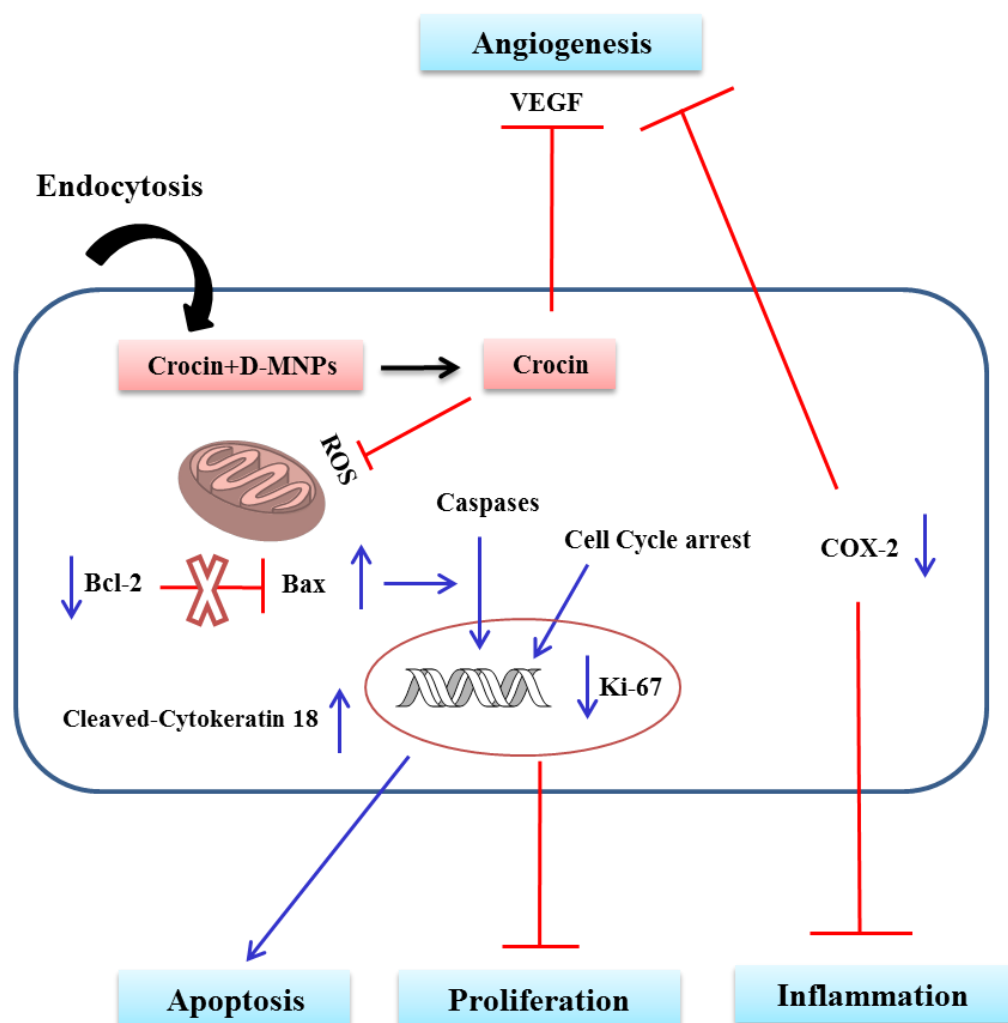 Angiogenesis
VEGF
Endocytosis
Crocin+D-MNPs
Crocin
ROS
Caspases
Cell Cycle arrest
COX-2
Bcl-2
Bax
Ki-67
Cleaved-Cytokeratin 18
Apoptosis
Proliferation
Inflammation